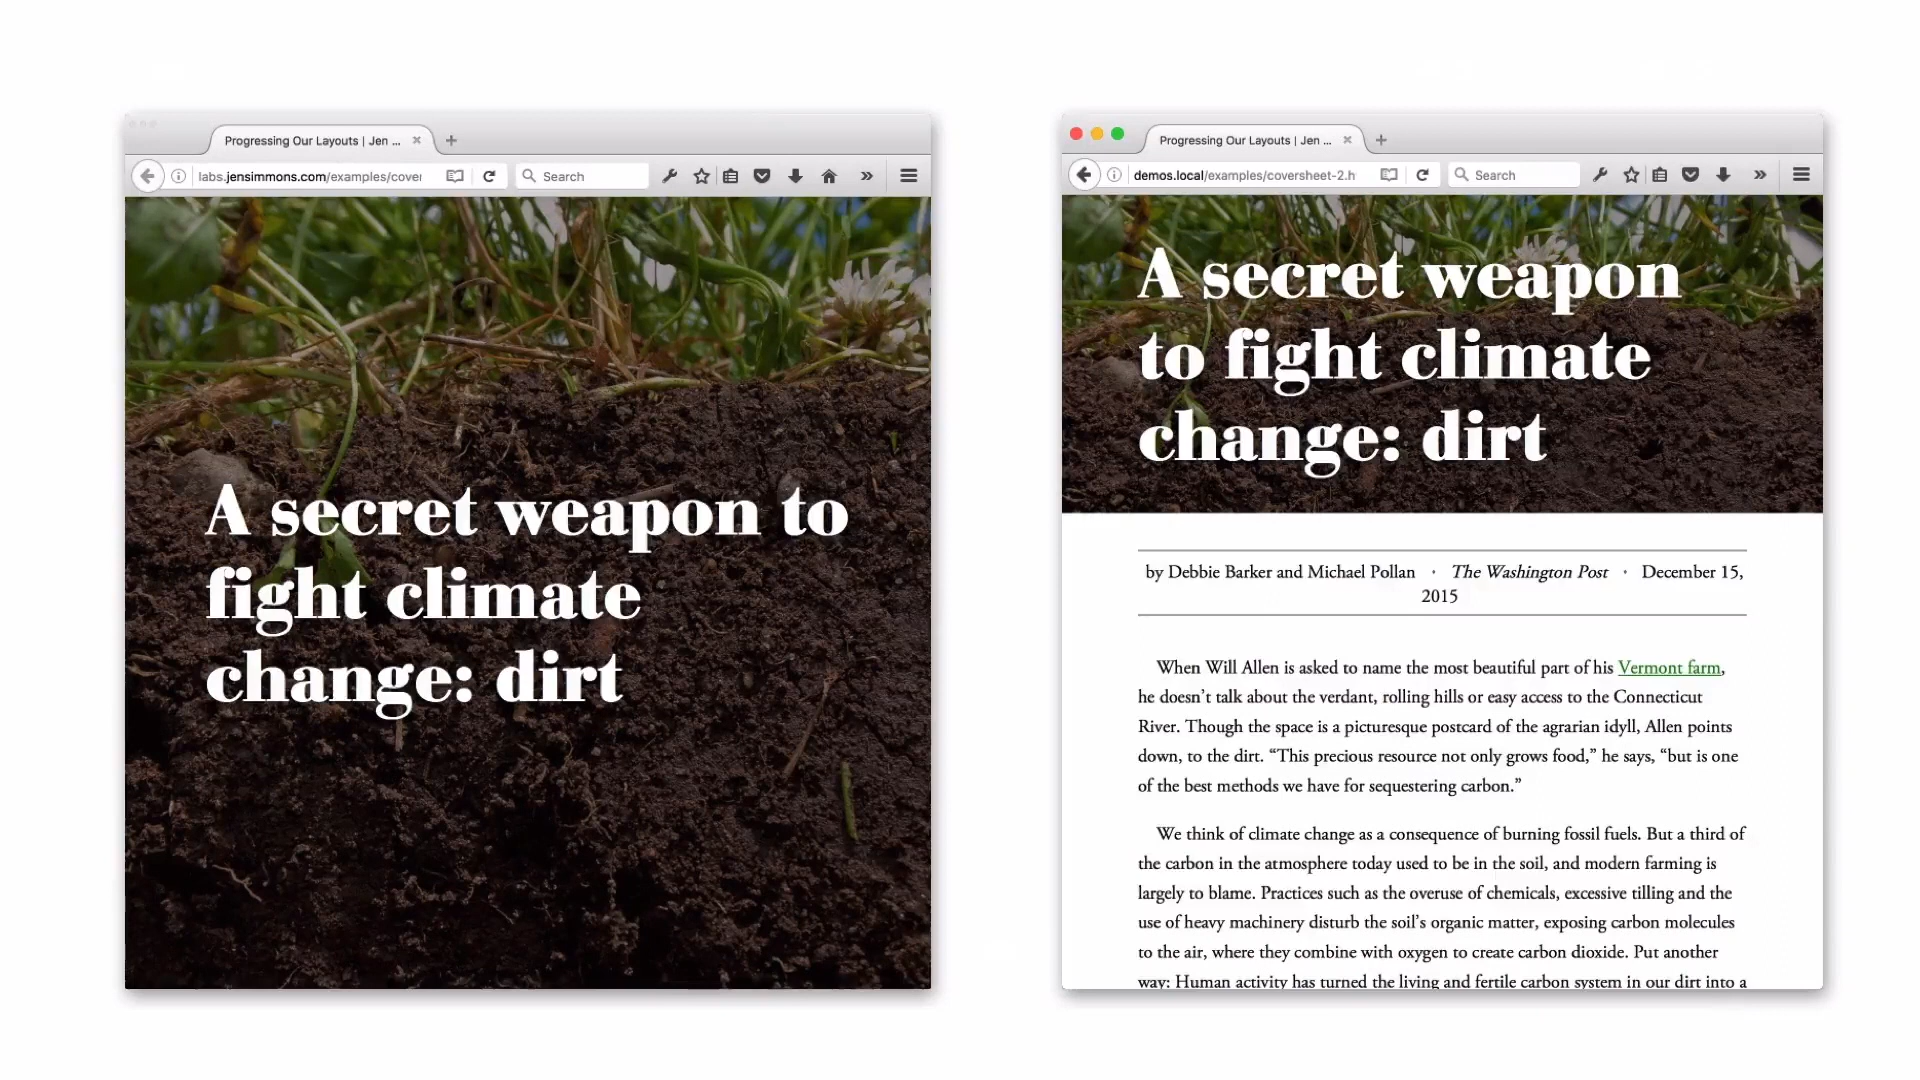 Progressing Our Layouts | Jen ...
labs.jensimmons.com/examples/cover
Search
A secret weapon to
fight climate
change: dirt
Progressing Our Layouts | Jen ...
demos.local/examples/coversheet-2.h
Search
A secret weapon
to fight climate
change: dirt
by Debbie Barker and Michael Pollan · The Washington Post · December 15,
2015
When Will Allen is asked to name the most beautiful part of his Vermont farm,
he doesn’t talk about the verdant, rolling hills or easy access to the Connecticut
River. Though the space is a picturesque postcard of the agrarian idyll, Allen points
down, to the dirt. “This precious resource not only grows food,” he says, “but is one
of the best methods we have for sequestering carbon.”
We think of climate change as a consequence of burning fossil fuels. But a third of
the carbon in the atmosphere today used to be in the soil, and modern farming is
largely to blame. Practices such as the overuse of chemicals, excessive tilling and the
use of heavy machinery disturb the soil’s organic matter, exposing carbon molecules
to the air, where they combine with oxygen to create carbon dioxide. Put another
way: Human activity has turned the living and fertile carbon system in our dirt into a